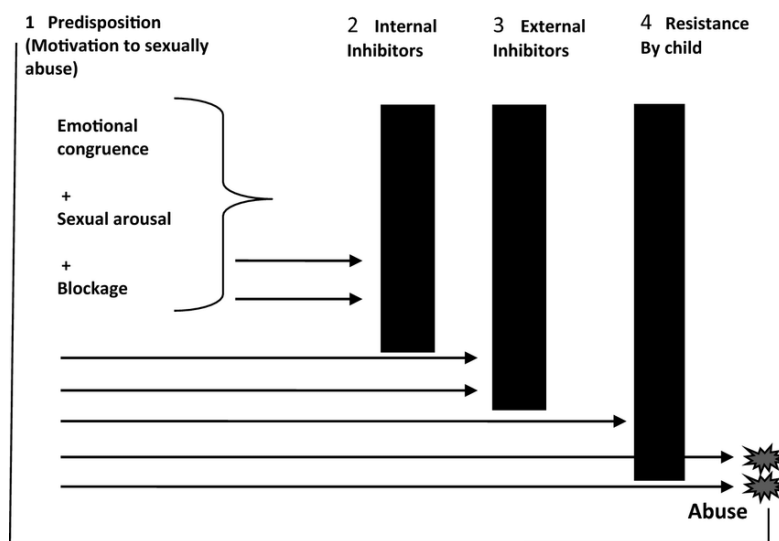 1 Predisposition
(Motivation to sexually
abuse)
2 Internal
Inhibitors
3 External
Inhibitors
4 Resistance
By child
Emotional
congruence
+
Sexual arousal
+
Blockage
Abuse